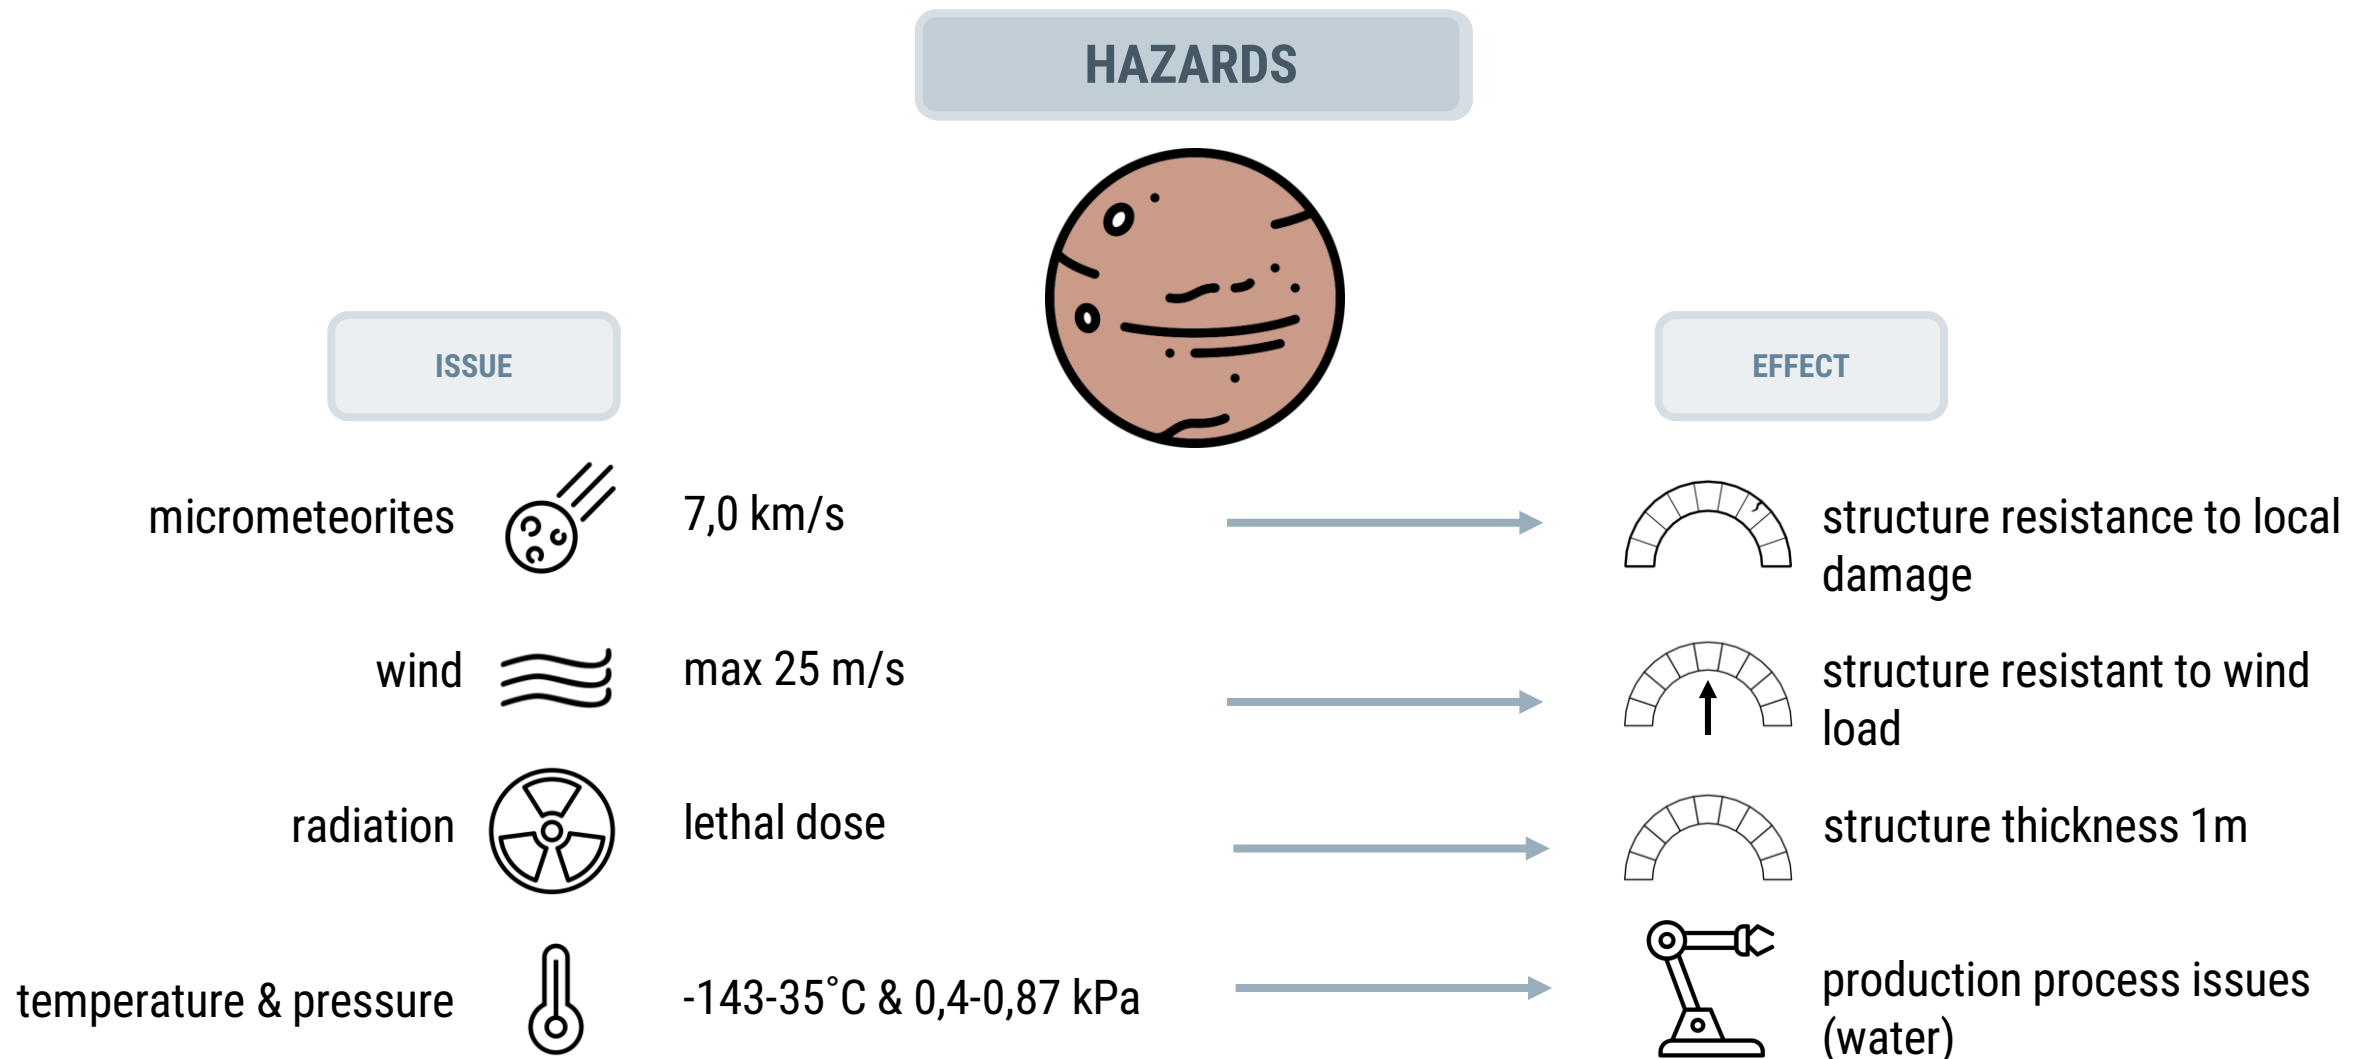 HAZARDS
ISSUE
EFFECT
micrometeorites
7,0 km/s
structure resistance to local
damage
wind
max 25 m/s
structure resistant to wind
load
radiation
lethal dose
structure thickness 1m
temperature & pressure
-143-35˚C & 0,4-0,87 kPa
production process issues
(water)